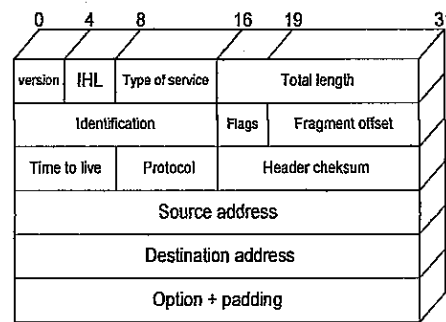 0 4 8 16 19 3
version IHL Type of service Total length
Identification Flags Fragment offset
Time to live Protocol Header cheksum
Source address
Destination address
Option + padding